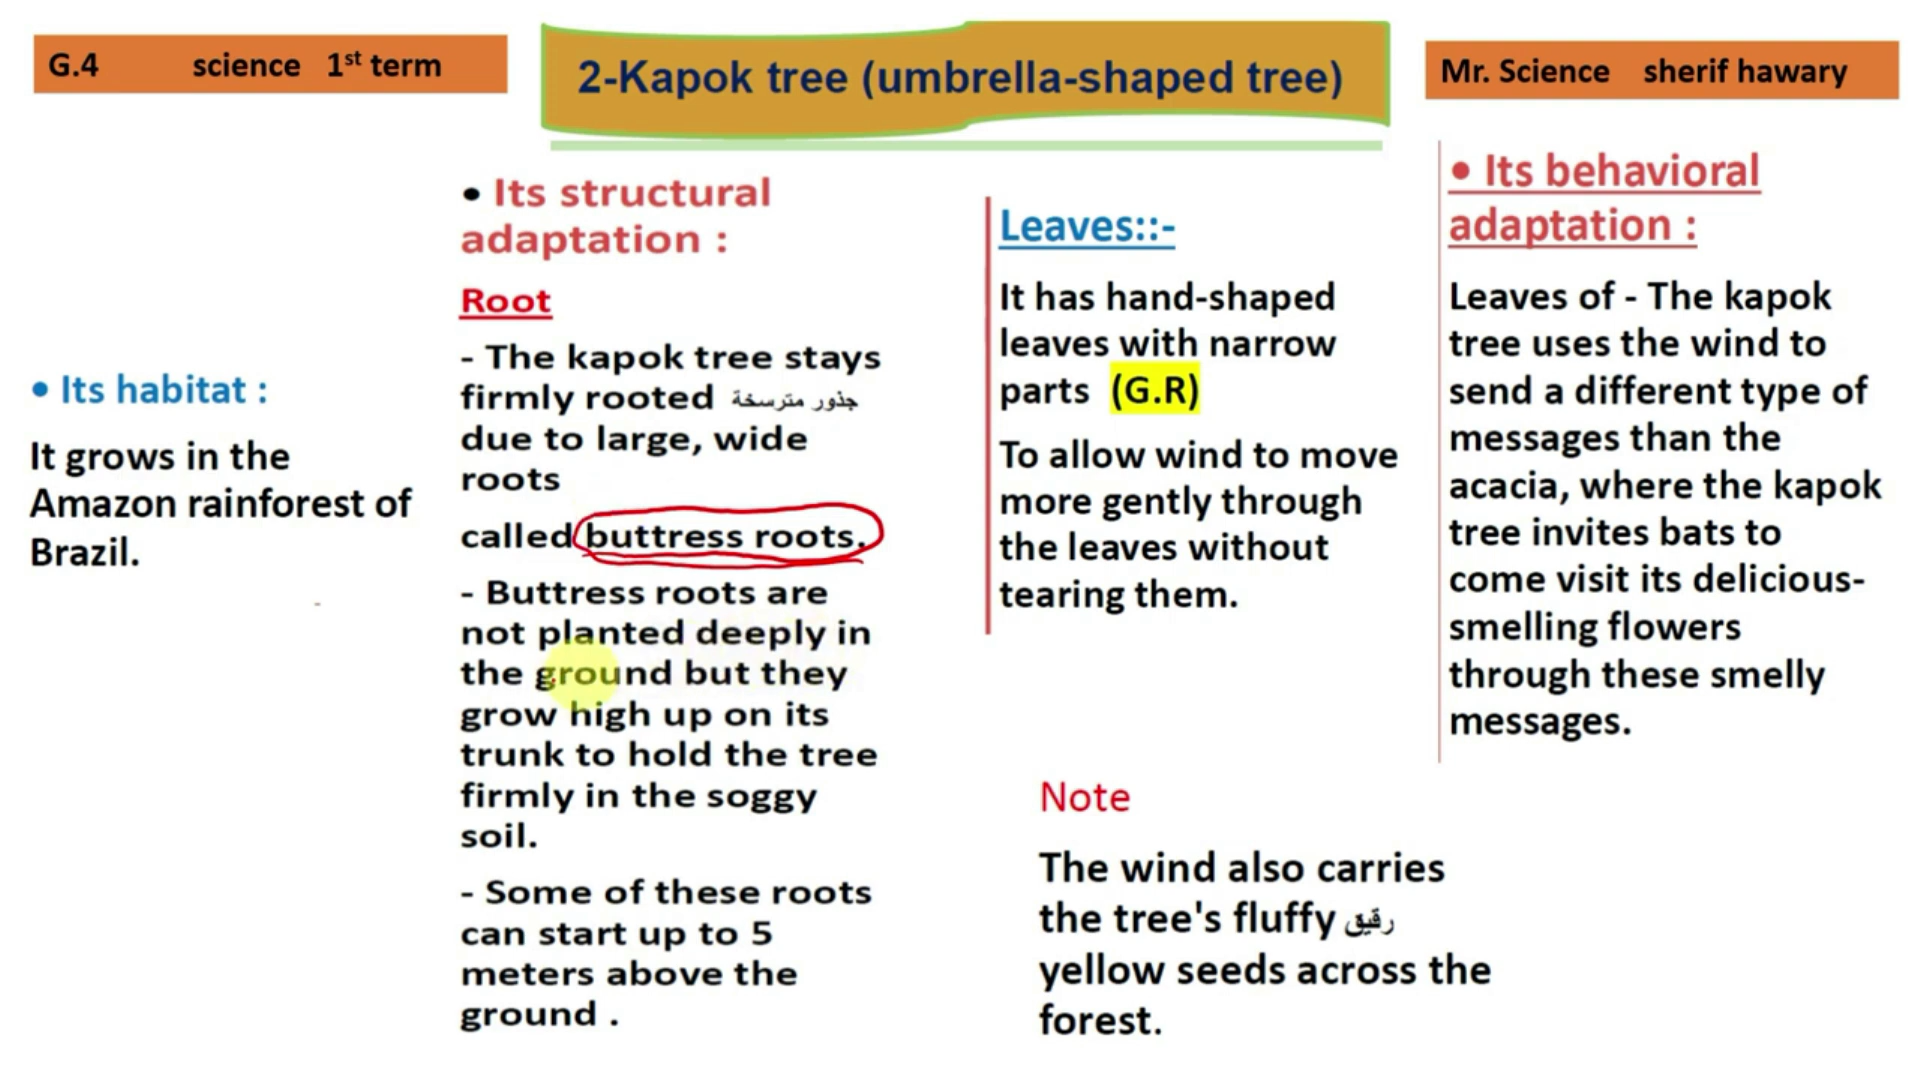 G.4 science 1st term
2-Kapok tree (umbrella-shaped tree)
Mr. Science sherif hawary
• Its habitat :
It grows in the
Amazon rainforest of
Brazil.
• Its structural
adaptation :
Root
- The kapok tree stays
firmly rooted جذور مترسخة
due to large, wide
roots
called buttress roots.
- Buttress roots are
not planted deeply in
the ground but they
grow high up on its
trunk to hold the tree
firmly in the soggy
soil.
- Some of these roots
can start up to 5
meters above the
ground .
Leaves::-
It has hand-shaped
leaves with narrow
parts (G.R)
To allow wind to move
more gently through
the leaves without
tearing them.
Note
The wind also carries
the tree's fluffy رقيق
yellow seeds across the
forest.
• Its behavioral
adaptation :
Leaves of - The kapok
tree uses the wind to
send a different type of
messages than the
acacia, where the kapok
tree invites bats to
come visit its delicious-
smelling flowers
through these smelly
messages.